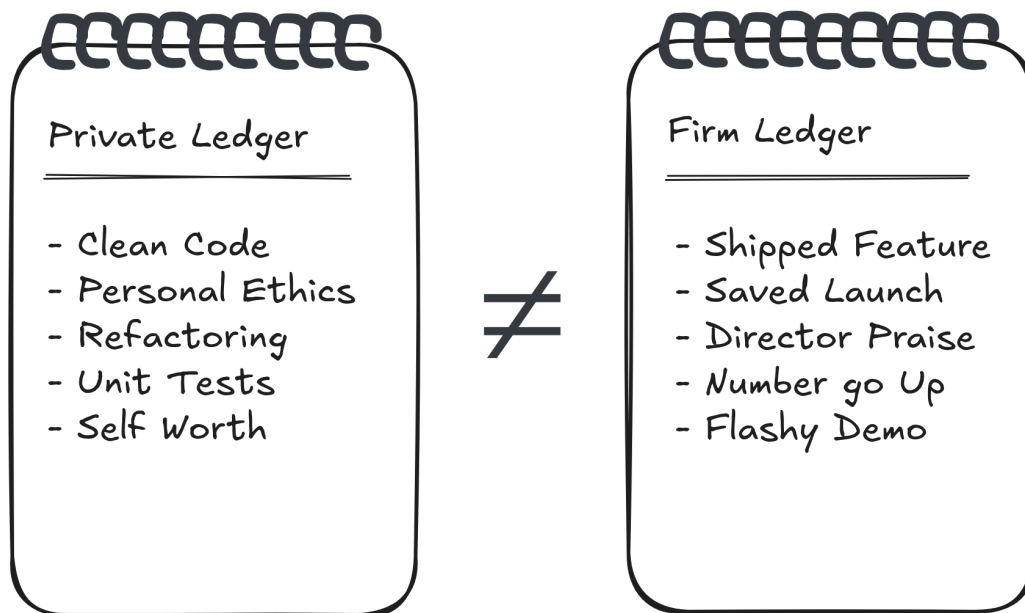 Private Ledger
- Clean Code
- Personal Ethics
- Refactoring
- Unit Tests
- Self Worth
≠
Firm Ledger
- Shipped Feature
- Saved Launch
- Director Praise
- Number go Up
- Flashy Demo